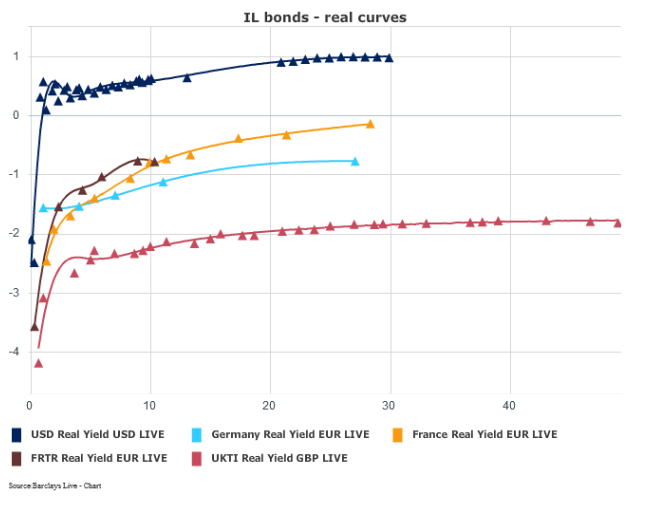 IL bonds - real curves
1
0
-1
-2
-3
-4
0 10 20 30 40
USD Real Yield USD LIVE Germany Real Yield EUR LIVE France Real Yield EUR LIVE
FRTR Real Yield EUR LIVE UKTI Real Yield GBP LIVE
Source:Barclays Live - Chart